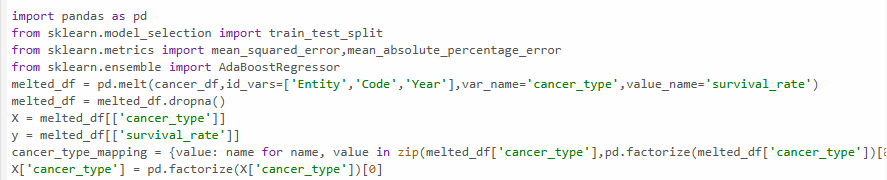 import pandas as pd
from sklearn.model_selection import train_test_split
from sklearn.metrics import mean_squared_error,mean_absolute_percentage_error
from sklearn.ensemble import AdaBoostRegressor
melted_df = pd.melt(cancer_df,id_vars=['Entity','Code','Year'],var_name='cancer_type',value_name='survival_rate')
melted_df = melted_df.dropna()
X = melted_df[['cancer_type']]
y = melted_df[['survival_rate']]
cancer_type_mapping = {value: name for name, value in zip(melted_df['cancer_type'],pd.factorize(melted_df['cancer_type'])[
X['cancer_type'] = pd.factorize(X['cancer_type'])[0]